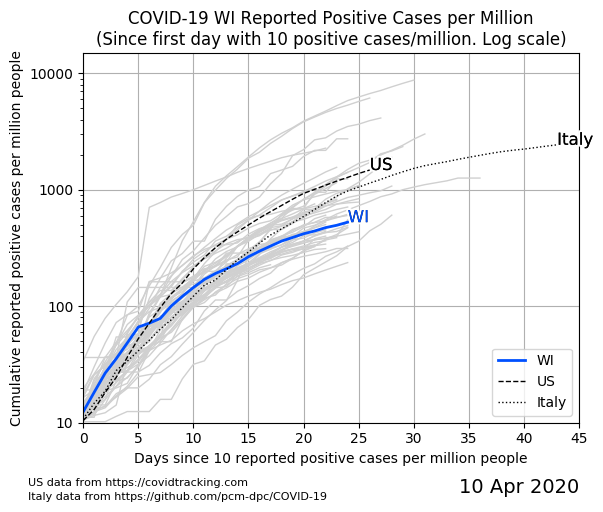 COVID-19 WI Reported Positive Cases per Million
(Since first day with 10 positive cases/million. Log scale)
Cumulative reported positive cases per million people
10000
1000
100
10
Italy
US
WI
WI
US
Italy
0 5 10 15 20 25 30 35 40 45
Days since 10 reported positive cases per million people
US data from https://covidtracking.com
Italy data from https://github.com/pcm-dpc/COVID-19
10 Apr 2020